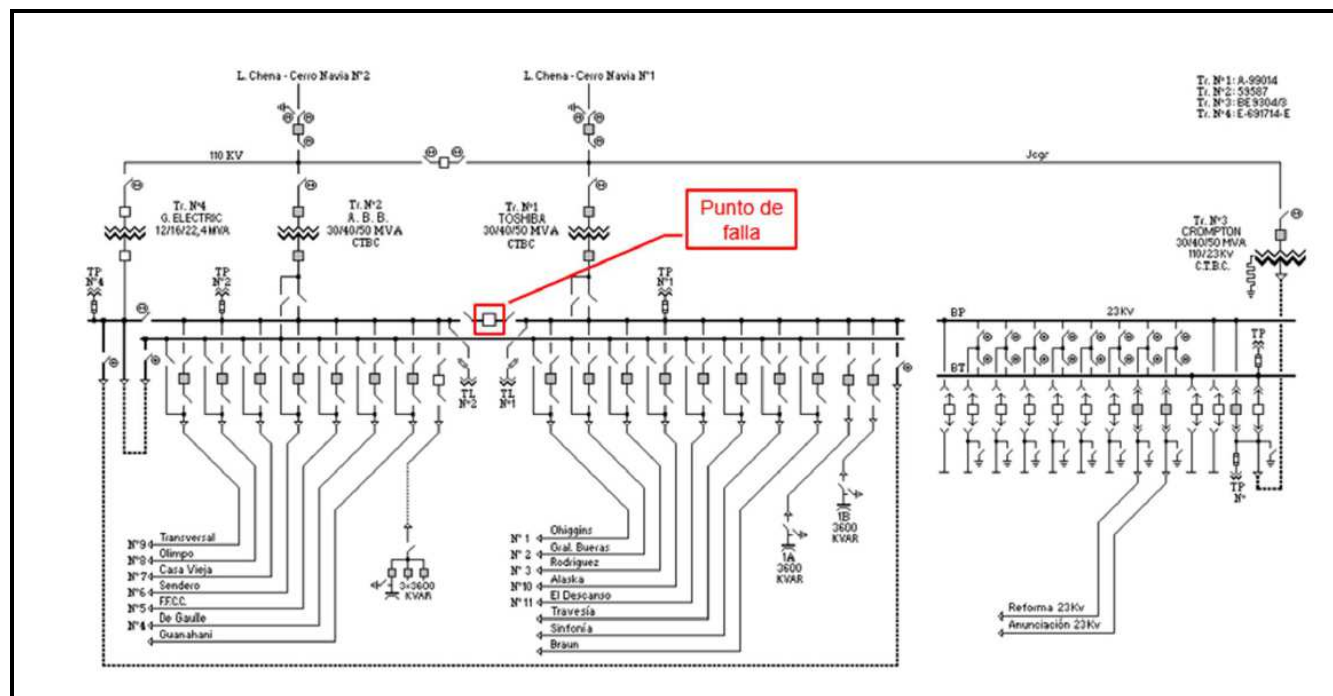 L. Chena - Cerro Navia N°2
L. Chena - Cerro Navia N°1
Tr. N°1: A-99014
Tr. N°2: 59587
Tr. N°3: BE 9304/3
Tr. N°4: E-691714-E
110 KV
Jcgr
Tr. N°4
G. ELECTRIC
12/16/22,4 MVA
Tr. N°2
A. B. B.
30/40/50 MVA
CTBC
Tr. N°1
TOSHIBA
30/40/50 MVA
CTBC
Punto de
falla
Tr. N°3
CROMPTON
30/40/50 MVA
110/23Kv
C.T.B.C.
TP
N°4
TP
N°2
TP
N°1
BP
23Kv
TP
BT
TL
N°2
TL
N°1
TP
N°
1B
3600
KVAR
1A
3600
KVAR
3x3600
KVAR
N°9 Transversal
N°8 Olimpo
N°7 Casa Vieja
N°6 Sendero
N°5 F.F.C.C.
N°4 De Gaulle
Guanahani
N° 1 Ohiggins
N° 2 Gral. Bueras
N° 3 Rodriguez
N°10 Alaska
N°11 El Descanso
Travesía
Sinfonía
Braun
Reforma 23Kv
Anunciación 23Kv